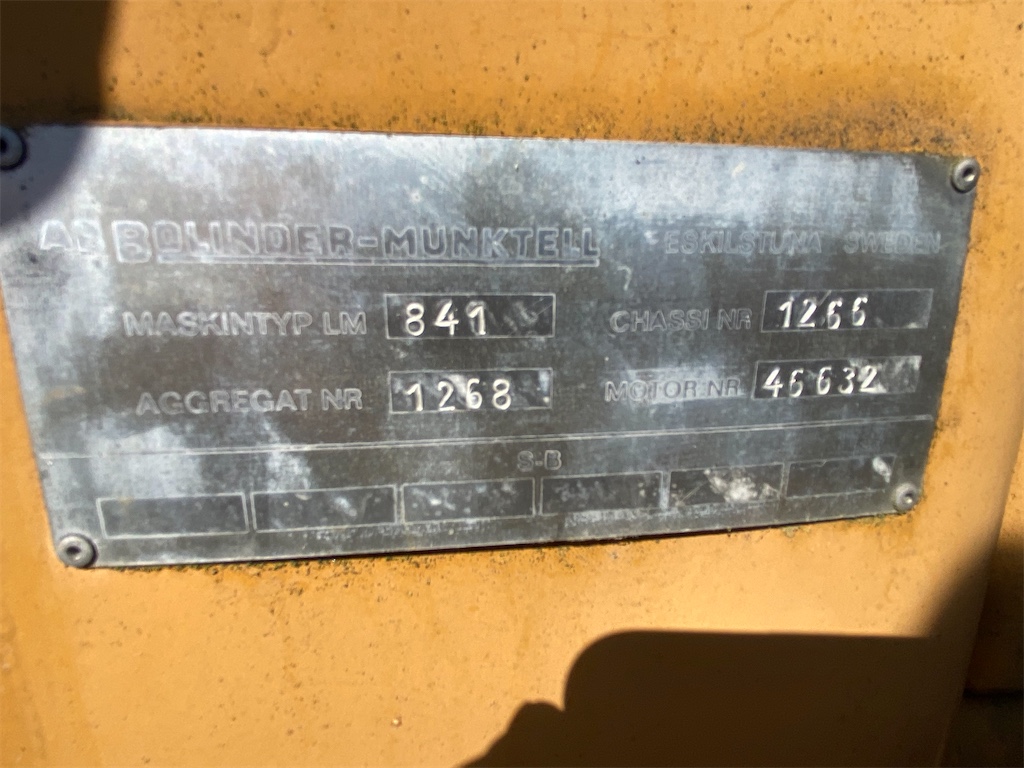 AB BOLINDER-MUNKTELL ESKILSTUNA SWEDEN
MASKINTYP LM 841 CHASSI NR 1266
AGGREGAT NR 1268 MOTOR NR 46632
S-B